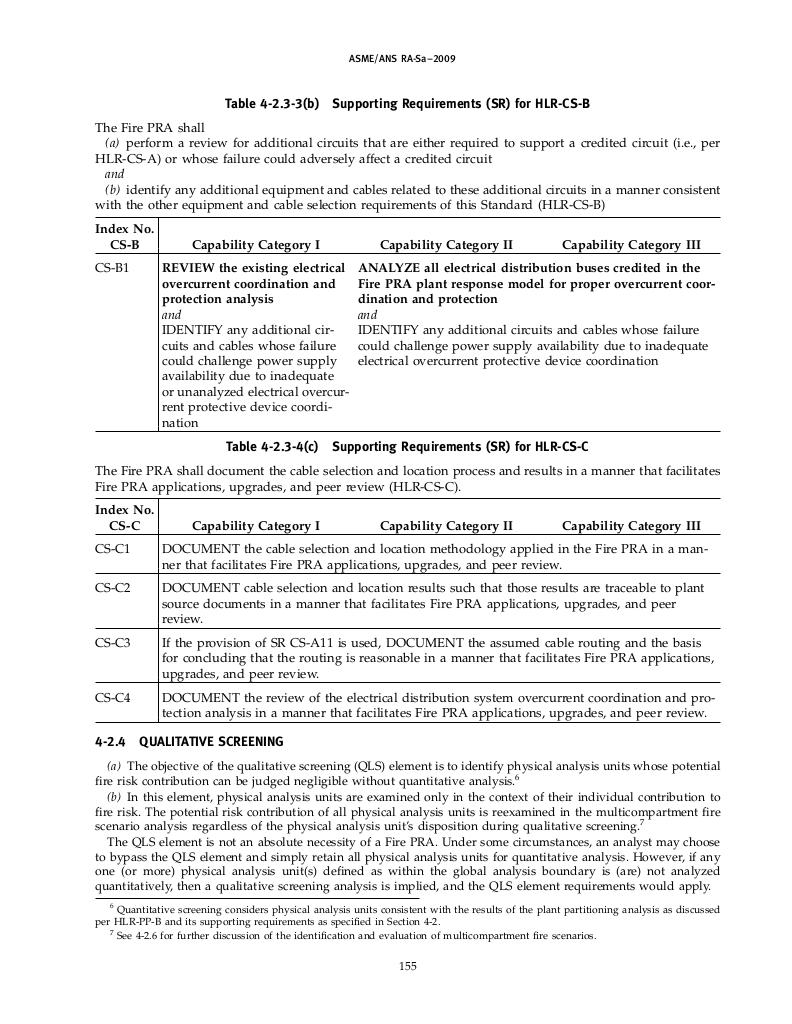 ASME/ANS RA-Sa–2009
Table 4-2.3-3(b) Supporting Requirements (SR) for HLR-CS-B
The Fire PRA shall
(a) perform a review for additional circuits that are either required to support a credited circuit (i.e., per
HLR-CS-A) or whose failure could adversely affect a credited circuit
and
(b) identify any additional equipment and cables related to these additional circuits in a manner consistent
with the other equipment and cable selection requirements of this Standard (HLR-CS-B)
Index No.
CS-B Capability Category I Capability Category II Capability Category III
CS-B1
REVIEW the existing electrical
overcurrent coordination and
protection analysis
and
IDENTIFY any additional cir-
cuits and cables whose failure
could challenge power supply
availability due to inadequate
or unanalyzed electrical overcur-
rent protective device coordi-
nation
ANALYZE all electrical distribution buses credited in the
Fire PRA plant response model for proper overcurrent coor-
dination and protection
and
IDENTIFY any additional circuits and cables whose failure
could challenge power supply availability due to inadequate
electrical overcurrent protective device coordination
Table 4-2.3-4(c) Supporting Requirements (SR) for HLR-CS-C
The Fire PRA shall document the cable selection and location process and results in a manner that facilitates
Fire PRA applications, upgrades, and peer review (HLR-CS-C).
Index No.
CS-C Capability Category I Capability Category II Capability Category III
CS-C1 DOCUMENT the cable selection and location methodology applied in the Fire PRA in a man-
ner that facilitates Fire PRA applications, upgrades, and peer review.
CS-C2 DOCUMENT cable selection and location results such that those results are traceable to plant
source documents in a manner that facilitates Fire PRA applications, upgrades, and peer
review.
CS-C3 If the provision of SR CS-A11 is used, DOCUMENT the assumed cable routing and the basis
for concluding that the routing is reasonable in a manner that facilitates Fire PRA applications,
upgrades, and peer review.
CS-C4 DOCUMENT the review of the electrical distribution system overcurrent coordination and pro-
tection analysis in a manner that facilitates Fire PRA applications, upgrades, and peer review.
4-2.4 QUALITATIVE SCREENING
(a) The objective of the qualitative screening (QLS) element is to identify physical analysis units whose potential
fire risk contribution can be judged negligible without quantitative analysis.6
(b) In this element, physical analysis units are examined only in the context of their individual contribution to
fire risk. The potential risk contribution of all physical analysis units is reexamined in the multicompartment fire
scenario analysis regardless of the physical analysis unit's disposition during qualitative screening.7
The QLS element is not an absolute necessity of a Fire PRA. Under some circumstances, an analyst may choose
to bypass the QLS element and simply retain all physical analysis units for quantitative analysis. However, if any
one (or more) physical analysis unit(s) defined as within the global analysis boundary is (are) not analyzed
quantitatively, then a qualitative screening analysis is implied, and the QLS element requirements would apply.
6 Quantitative screening considers physical analysis units consistent with the results of the plant partitioning analysis as discussed
per HLR-PP-B and its supporting requirements as specified in Section 4-2.
7 See 4-2.6 for further discussion of the identification and evaluation of multicompartment fire scenarios.
155